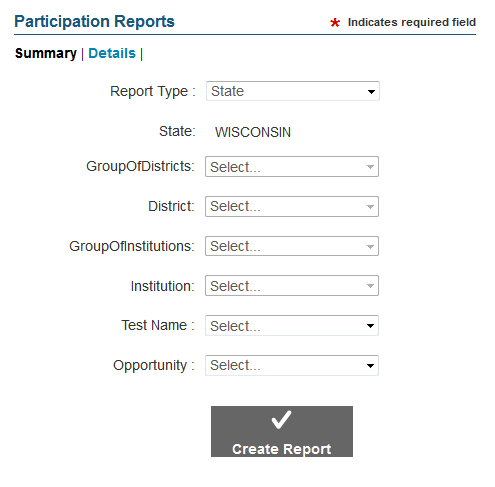 Participation Reports
* Indicates required field
Summary | Details |
Report Type : State
State: WISCONSIN
GroupOfDistricts: Select...
District: Select...
GroupOfInstitutions: Select...
Institution: Select...
Test Name : Select...
Opportunity : Select...
Create Report